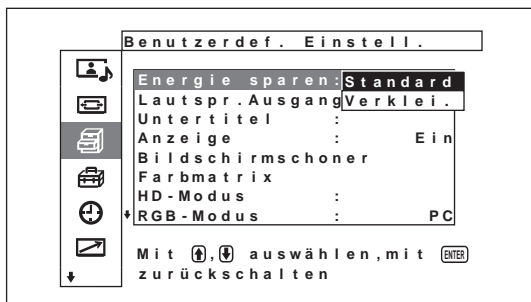 Benutzerdef. Einstell.
Energie sparen: Standard
Lautspr.Ausgang Verklei.
Untertitel :
Anzeige : Ein
Bildschirmschoner
Farbmatrix
HD-Modus :
RGB-Modus : PC
Mit ↑,↓ auswählen,mit ENTER
zurückschalten